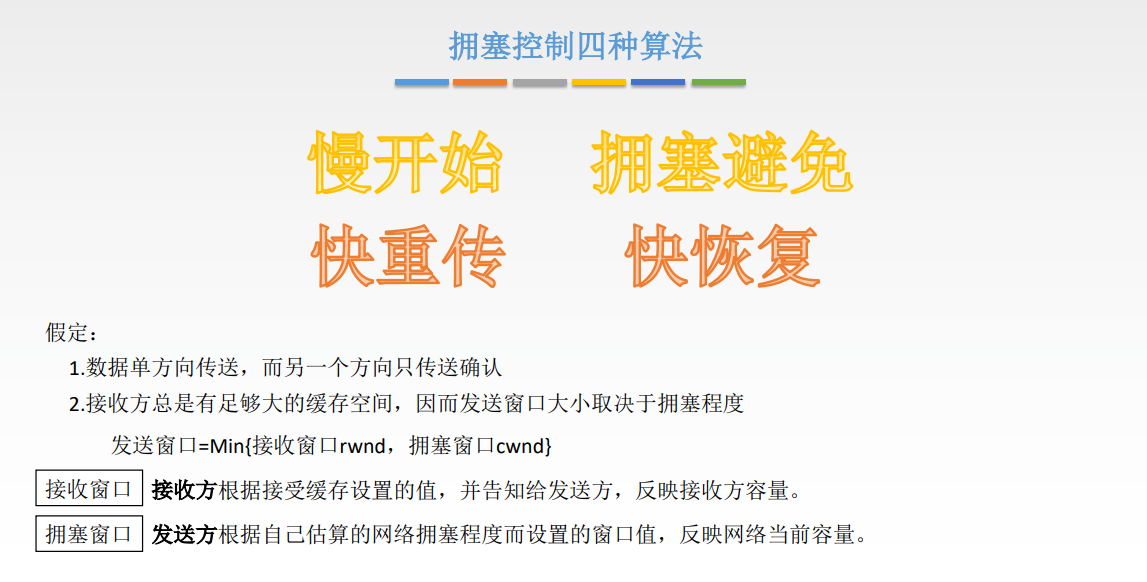 拥塞控制四种算法
慢开始 拥塞避免
快重传 快恢复
假定：
1.数据单方向传送，而另一个方向只传送确认
2.接收方总是有足够大的缓存空间，因而发送窗口大小取决于拥塞程度
发送窗口=Min{接收窗口rwnd，拥塞窗口cwnd}
接收窗口 接收方根据接受缓存设置的值，并告知给发送方，反映接收方容量。
拥塞窗口 发送方根据自己估算的网络拥塞程度而设置的窗口值，反映网络当前容量。